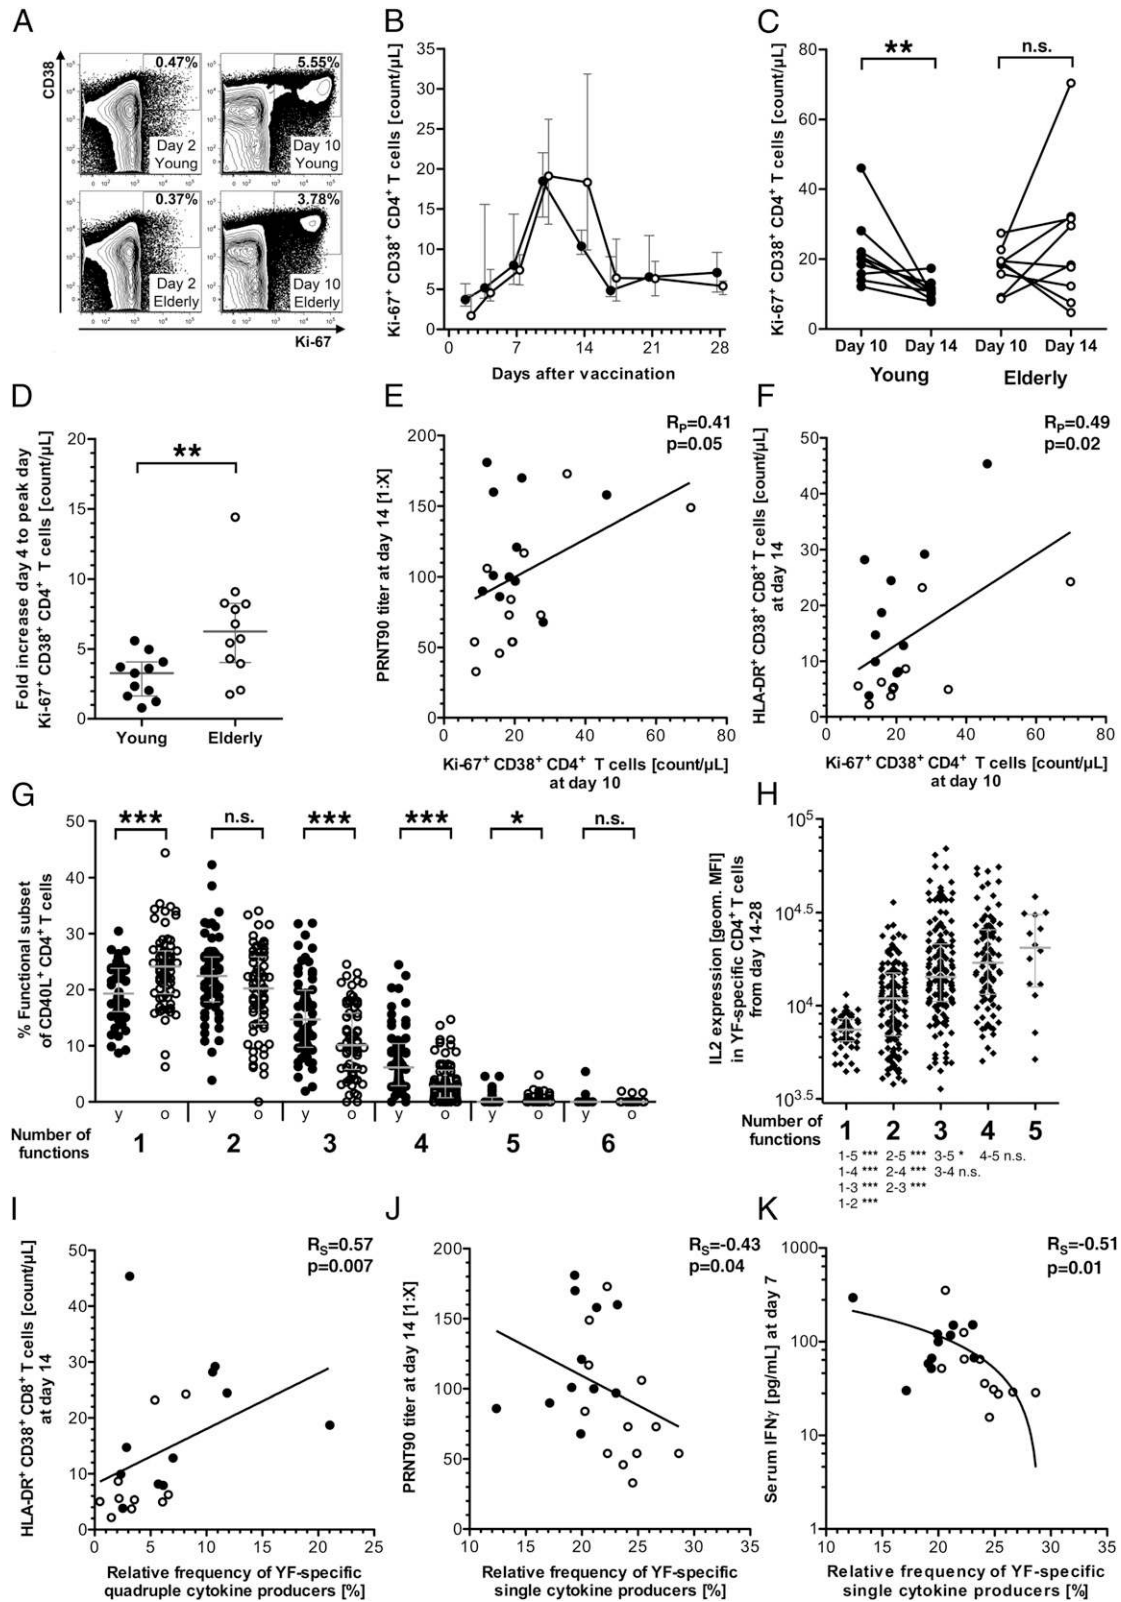 A
CD38
0.47%
Day 2
Young
5.55%
Day 10
Young
0.37%
Day 2
Elderly
3.78%
Day 10
Elderly
Ki-67
B
Ki-67⁺ CD38⁺ CD4⁺ T cells [count/µL]
35
30
25
20
15
10
5
0
0 7 14 21 28
Days after vaccination
C
Ki-67⁺ CD38⁺ CD4⁺ T cells [count/µL]
80
60
40
20
0
** n.s.
Day 10 Day 14 Day 10 Day 14
Young Elderly
D
Fold increase day 4 to peak day
Ki-67⁺ CD38⁺ CD4⁺ T cells [count/µL]
20
15
10
5
0
**
Young Elderly
E
PRNT90 titer at day 14 [1:X]
200
150
100
50
0
Rₚ=0.41
p=0.05
0 20 40 60 80
Ki-67⁺ CD38⁺ CD4⁺ T cells [count/µL]
at day 10
F
HLA-DR⁺ CD38⁺ CD8⁺ T cells [count/µL]
at day 14
50
40
30
20
10
0
Rₚ=0.49
p=0.02
0 20 40 60 80
Ki-67⁺ CD38⁺ CD4⁺ T cells [count/µL]
at day 10
G
% Functional subset
of CD40L⁺ CD4⁺ T cells
50
40
30
20
10
0
*** n.s. *** *** * n.s.
y o y o y o y o y o y o
Number of
functions
1 2 3 4 5 6
H
IL2 expression [geom. MFI]
in YF-specific CD4⁺ T cells
from day 14-28
10⁵
10⁴·⁵
10⁴
10³·⁵
Number of
functions
1 2 3 4 5
1-5 *** 2-5 *** 3-5 * 4-5 n.s.
1-4 *** 2-4 *** 3-4 n.s.
1-3 *** 2-3 ***
1-2 ***
I
HLA-DR⁺ CD38⁺ CD8⁺ T cells [count/µL]
at day 14
50
40
30
20
10
0
Rₛ=0.57
p=0.007
0 5 10 15 20 25
Relative frequency of YF-specific
quadruple cytokine producers [%]
J
PRNT90 titer at day 14 [1:X]
200
150
100
50
0
Rₛ=-0.43
p=0.04
10 15 20 25 30 35
Relative frequency of YF-specific
single cytokine producers [%]
K
Serum IFNγ [pg/mL] at day 7
1000
100
10
1
Rₛ=-0.51
p=0.01
10 15 20 25 30 35
Relative frequency of YF-specific
single cytokine producers [%]